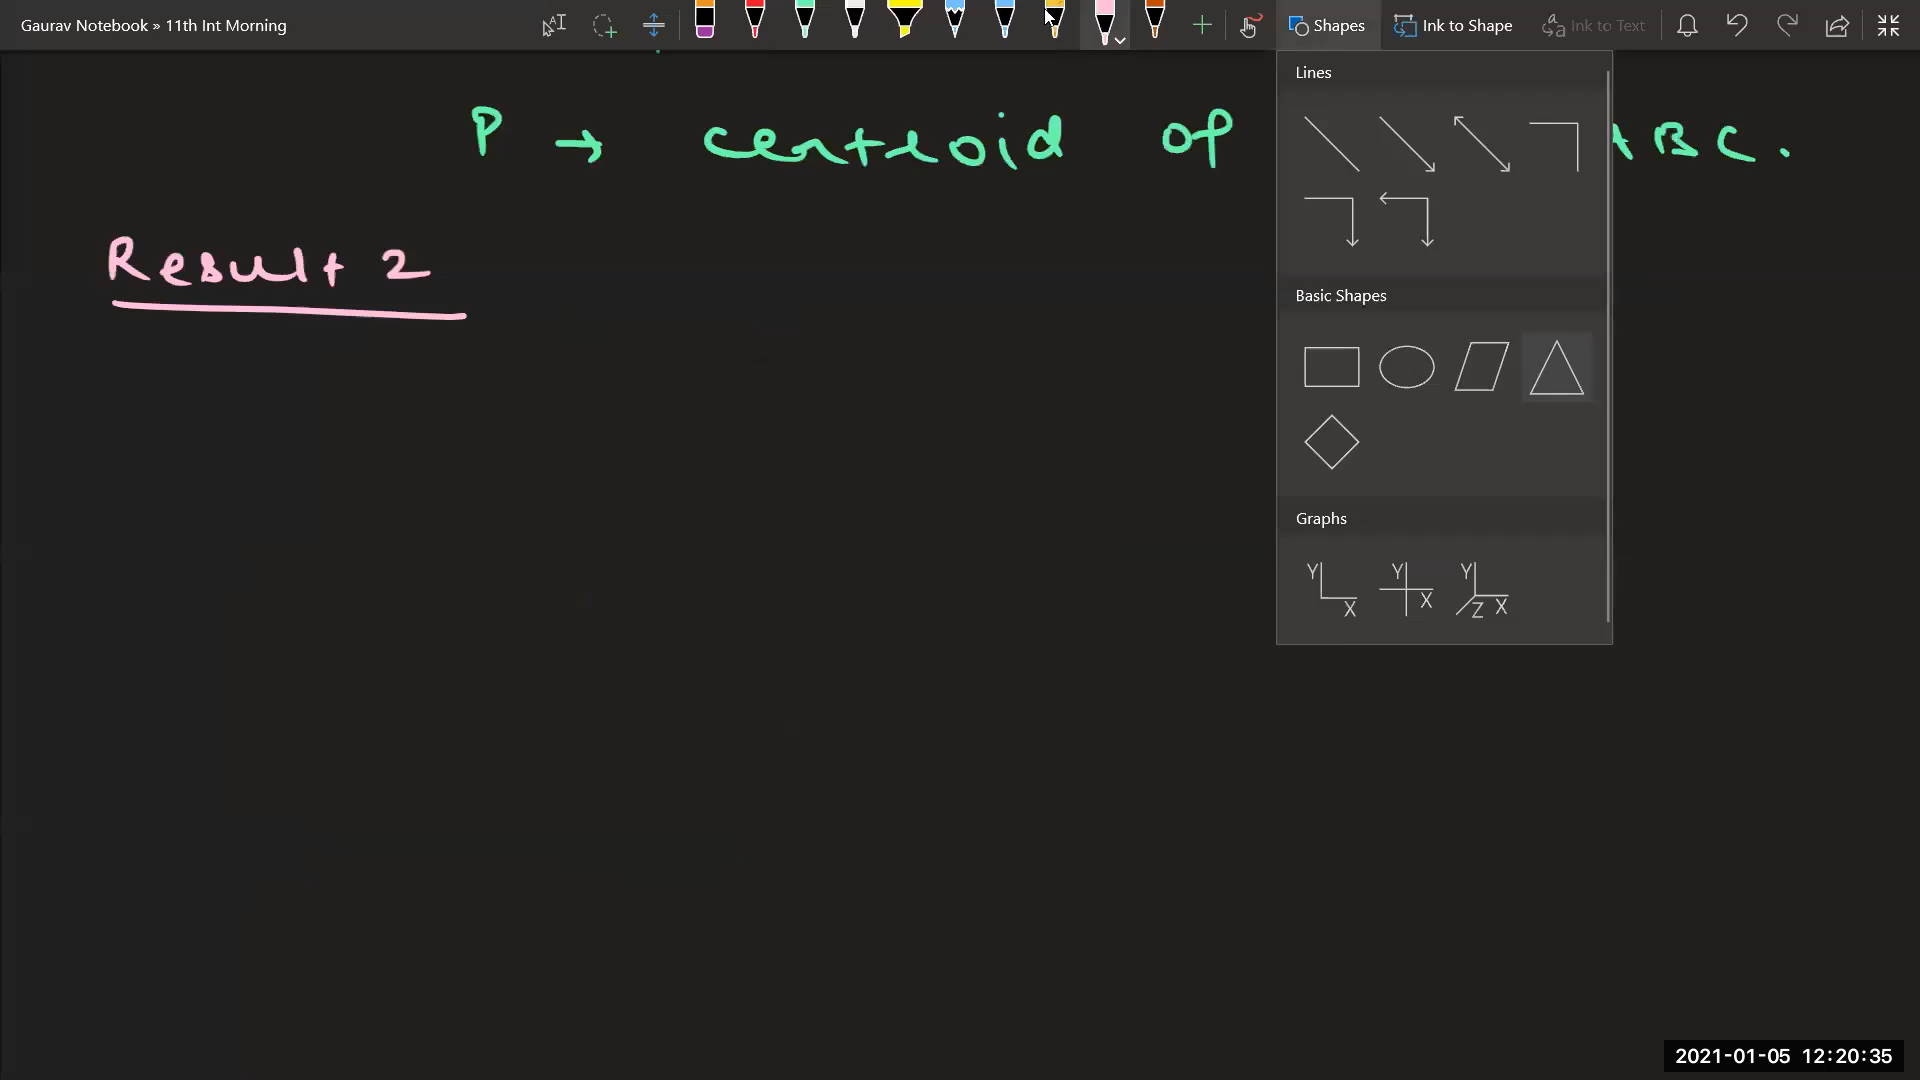 Gaurav Notebook » 11th Int Morning
Shapes
Ink to Shape
Ink to Text
Lines
P → centroid of ABC.
Result 2
Basic Shapes
Graphs
Y X
Y X
Y Z X
2021-01-05 12:20:35